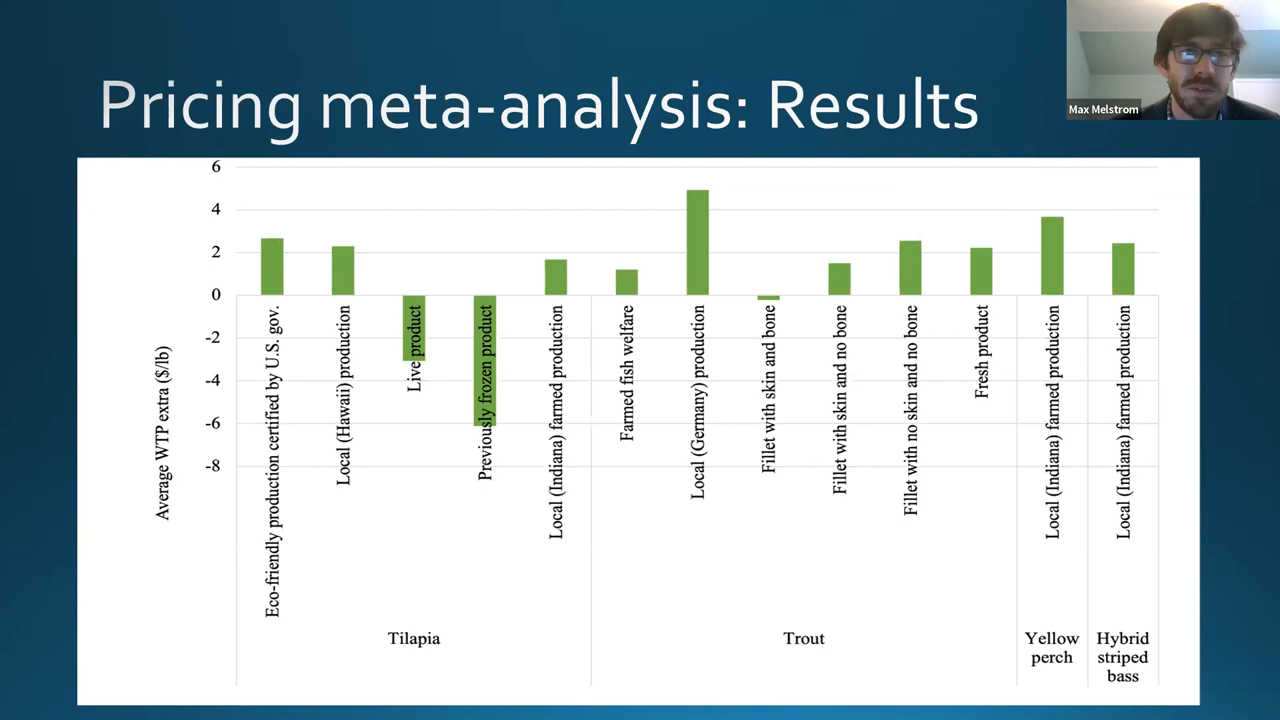 Pricing meta-analysis: Results
Max Melstrom
Average WTP extra ($/lb)
6
4
2
0
-2
-4
-6
-8
Eco-friendly production certified by U.S. gov.
Local (Hawaii) production
Live product
Previously frozen product
Local (Indiana) farmed production
Farmed fish welfare
Local (Germany) production
Fillet with skin and bone
Fillet with skin and no bone
Fillet with no skin and no bone
Fresh product
Local (Indiana) farmed production
Local (Indiana) farmed production
Tilapia
Trout
Yellow
perch
Hybrid
striped
bass